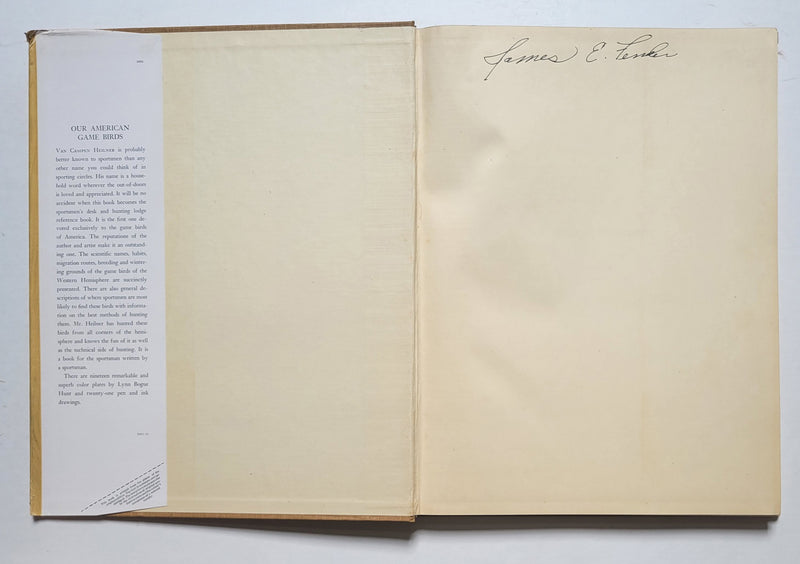 OUR AMERICAN
GAME BIRDS
VAN CAMPEN HEILNER is probably
better known to sportsmen than any
other name you could think of in
sporting circles. His name is a house-
hold word wherever the out-of-doors
is loved and appreciated. It will be no
accident when this book becomes the
sportsmen's desk and hunting lodge
reference book. It is the first one de-
voted exclusively to the game birds
of America. The reputations of the
author and artist make it an outstand-
ing one. The scientific names, habits,
migration routes, breeding and winter-
ing grounds of the game birds of the
Western Hemisphere are succinctly
presented. There are also general de-
scriptions of where sportsmen are most
likely to find these birds with informa-
tion on the best methods of hunting
them. Mr. Heilner has hunted these
birds from all corners of the hemi-
sphere and knows the fun of it as well
as the technical side of hunting. It is
a book for the sportsman written by
a sportsman.
There are nineteen remarkable and
superb color plates by Lynn Bogue
Hunt and twenty-one pen and ink
drawings.
James E. Fenker